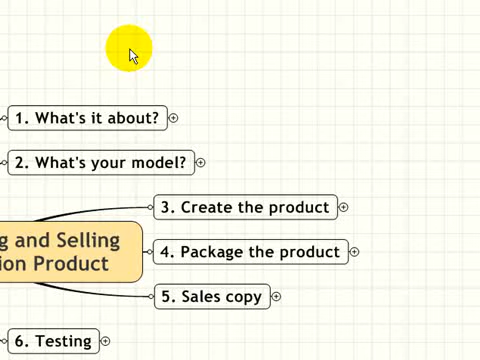 1. What's it about?
2. What's your model?
3. Create the product
g and Selling
ion Product
4. Package the product
5. Sales copy
6. Testing